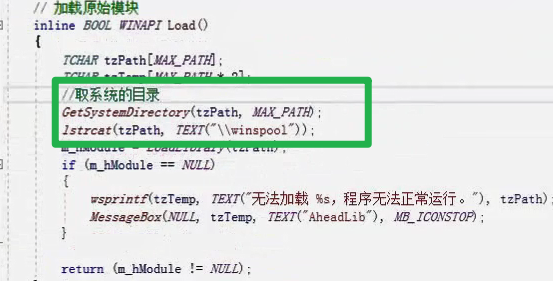 // 加载原始模块
inline BOOL WINAPI Load()
{
TCHAR tzPath[MAX_PATH];
TCHAR tzTemp[MAX_PATH * 2];
//取系统的目录
GetSystemDirectory(tzPath, MAX_PATH);
lstrcat(tzPath, TEXT("\\winspool"));
m_hModule = LoadLibrary(tzPath);
if (m_hModule == NULL)
{
wsprintf(tzTemp, TEXT("无法加载 %s，程序无法正常运行。"), tzPath);
MessageBox(NULL, tzTemp, TEXT("AheadLib"), MB_ICONSTOP);
}
return (m_hModule != NULL);